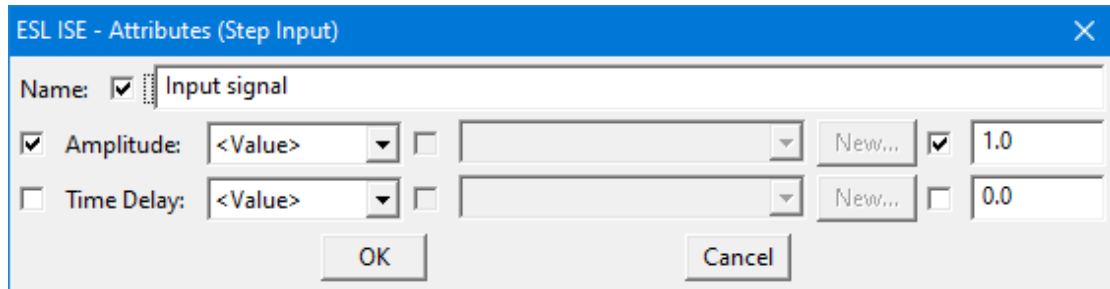 ESL ISE - Attributes (Step Input)
Name: Input signal
Amplitude: <Value> New... 1.0
Time Delay: <Value> New... 0.0
OK Cancel